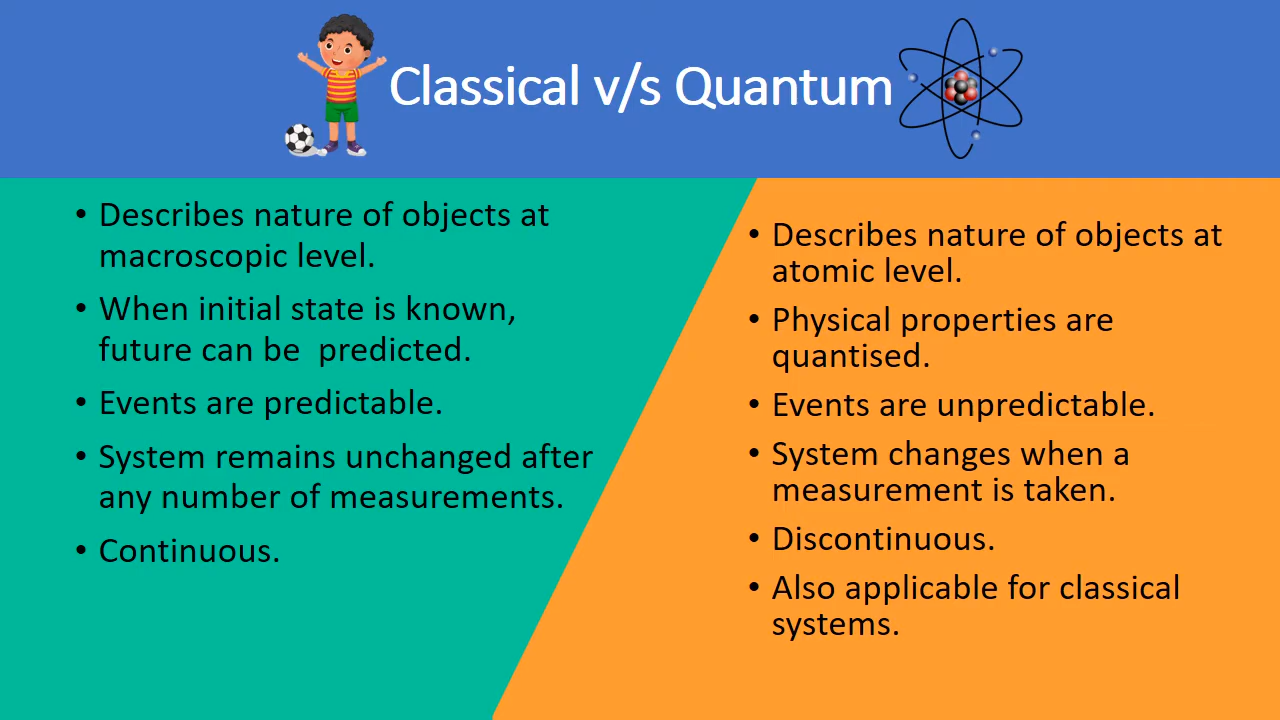 Classical v/s Quantum
• Describes nature of objects at
macroscopic level.
• When initial state is known,
future can be  predicted.
• Events are predictable.
• System remains unchanged after
any number of measurements.
• Continuous.
• Describes nature of objects at
atomic level.
• Physical properties are
quantised.
• Events are unpredictable.
• System changes when a
measurement is taken.
• Discontinuous.
• Also applicable for classical
systems.